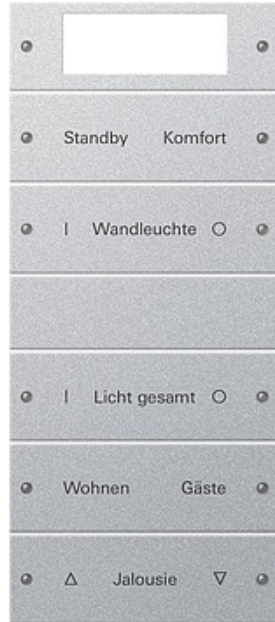 Standby Komfort
I Wandleuchte O
I Licht gesamt O
Wohnen Gäste
△ Jalousie ▽